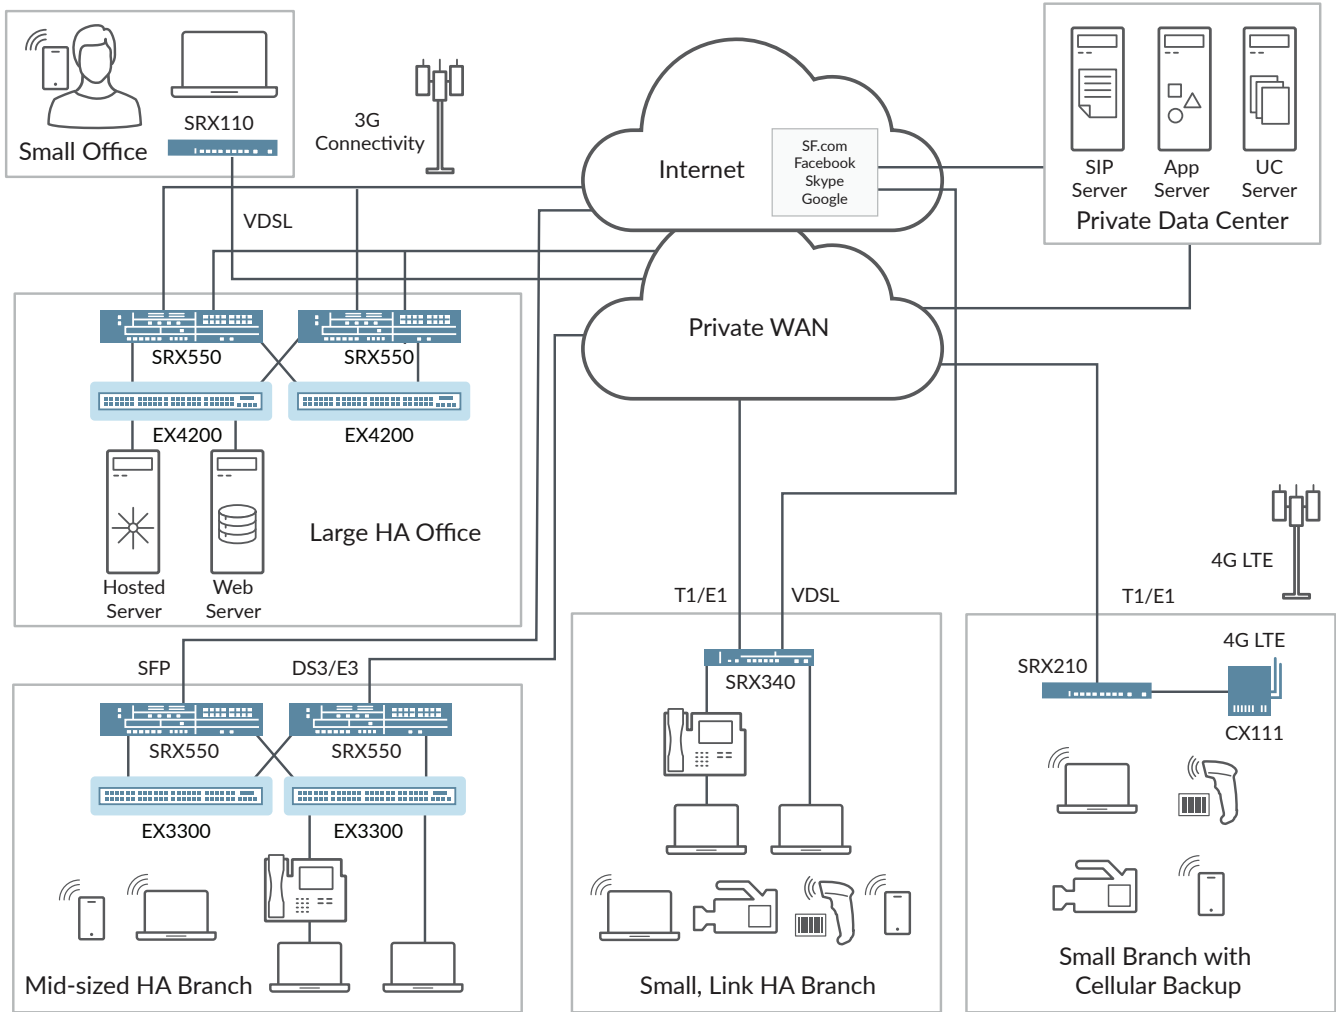 SRX110
Small Office
3G
Connectivity
VDSL
Internet
SF.com
Facebook
Skype
Google
SIP
Server
App
Server
UC
Server
Private Data Center
Private WAN
SRX550
SRX550
EX4200
EX4200
Hosted
Server
Web
Server
Large HA Office
SFP
DS3/E3
SRX550
SRX550
EX3300
EX3300
Mid-sized HA Branch
T1/E1
VDSL
SRX340
Small, Link HA Branch
4G LTE
T1/E1
4G LTE
SRX210
CX111
Small Branch with
Cellular Backup